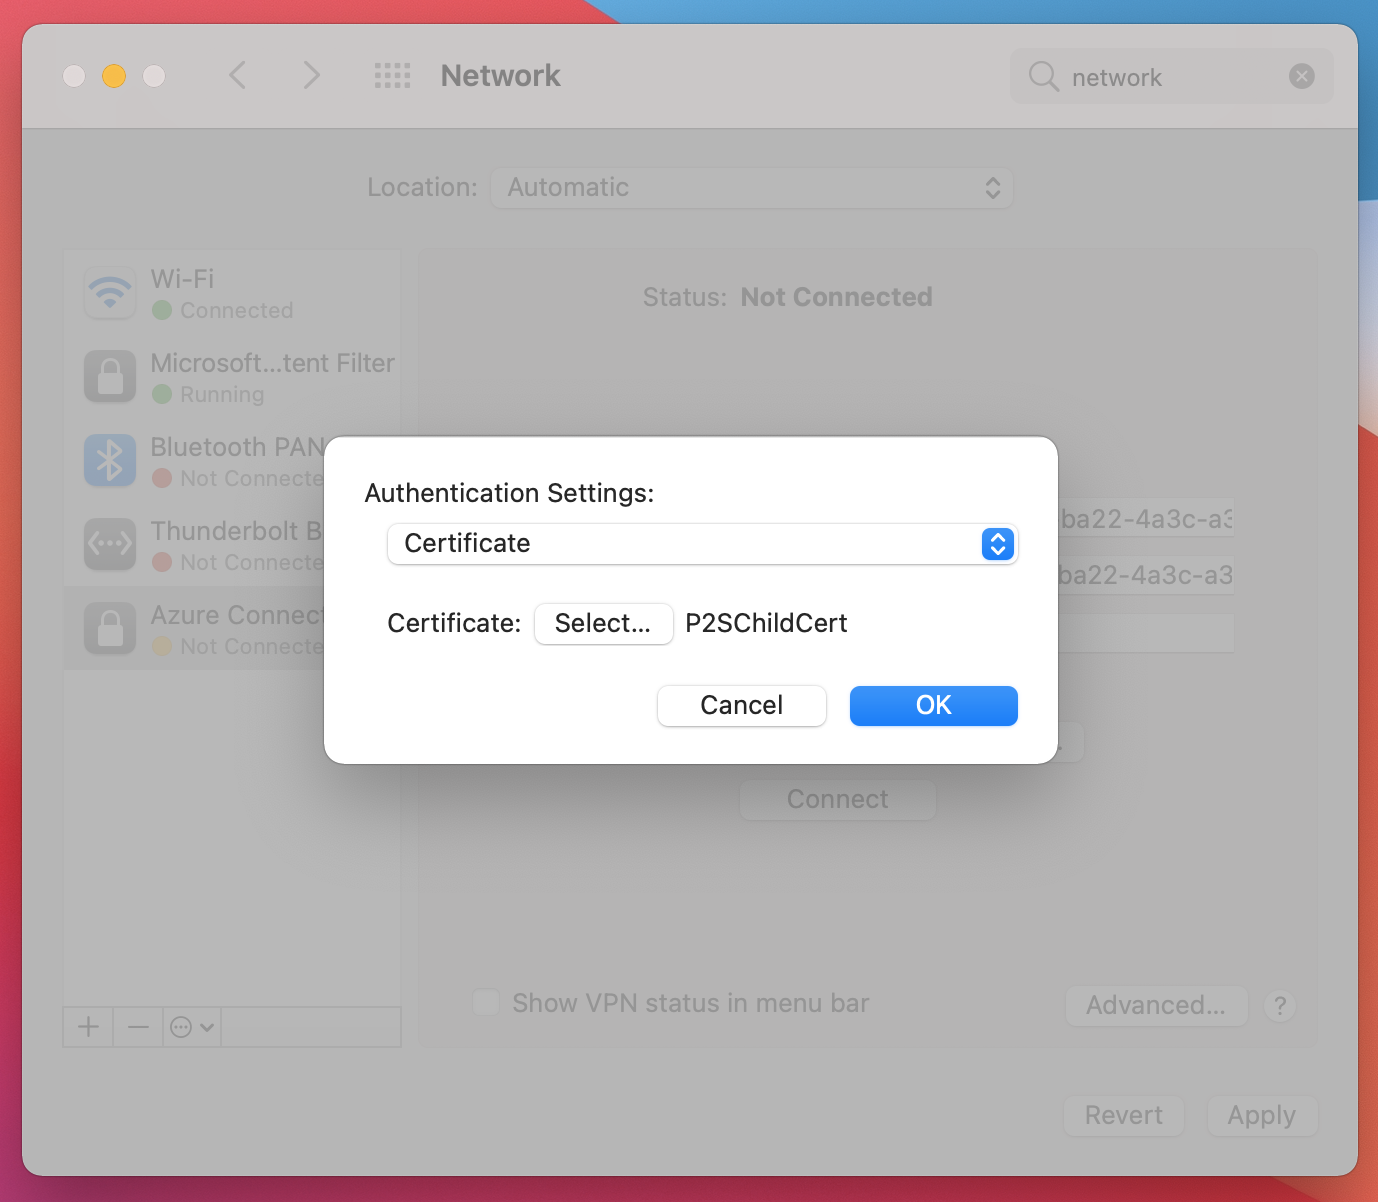 Network
network
Location: Automatic
Wi-Fi
Connected
Microsoft...tent Filter
Running
Bluetooth PAN
Not Connecte
Thunderbolt B
Not Connecte
Azure Connect
Not Connecte
Status: Not Connected
ba22-4a3c-a3
ba22-4a3c-a3
Authentication Settings:
Certificate
Certificate: Select... P2SChildCert
Cancel OK
Connect
Show VPN status in menu bar
Advanced... ?
Revert Apply